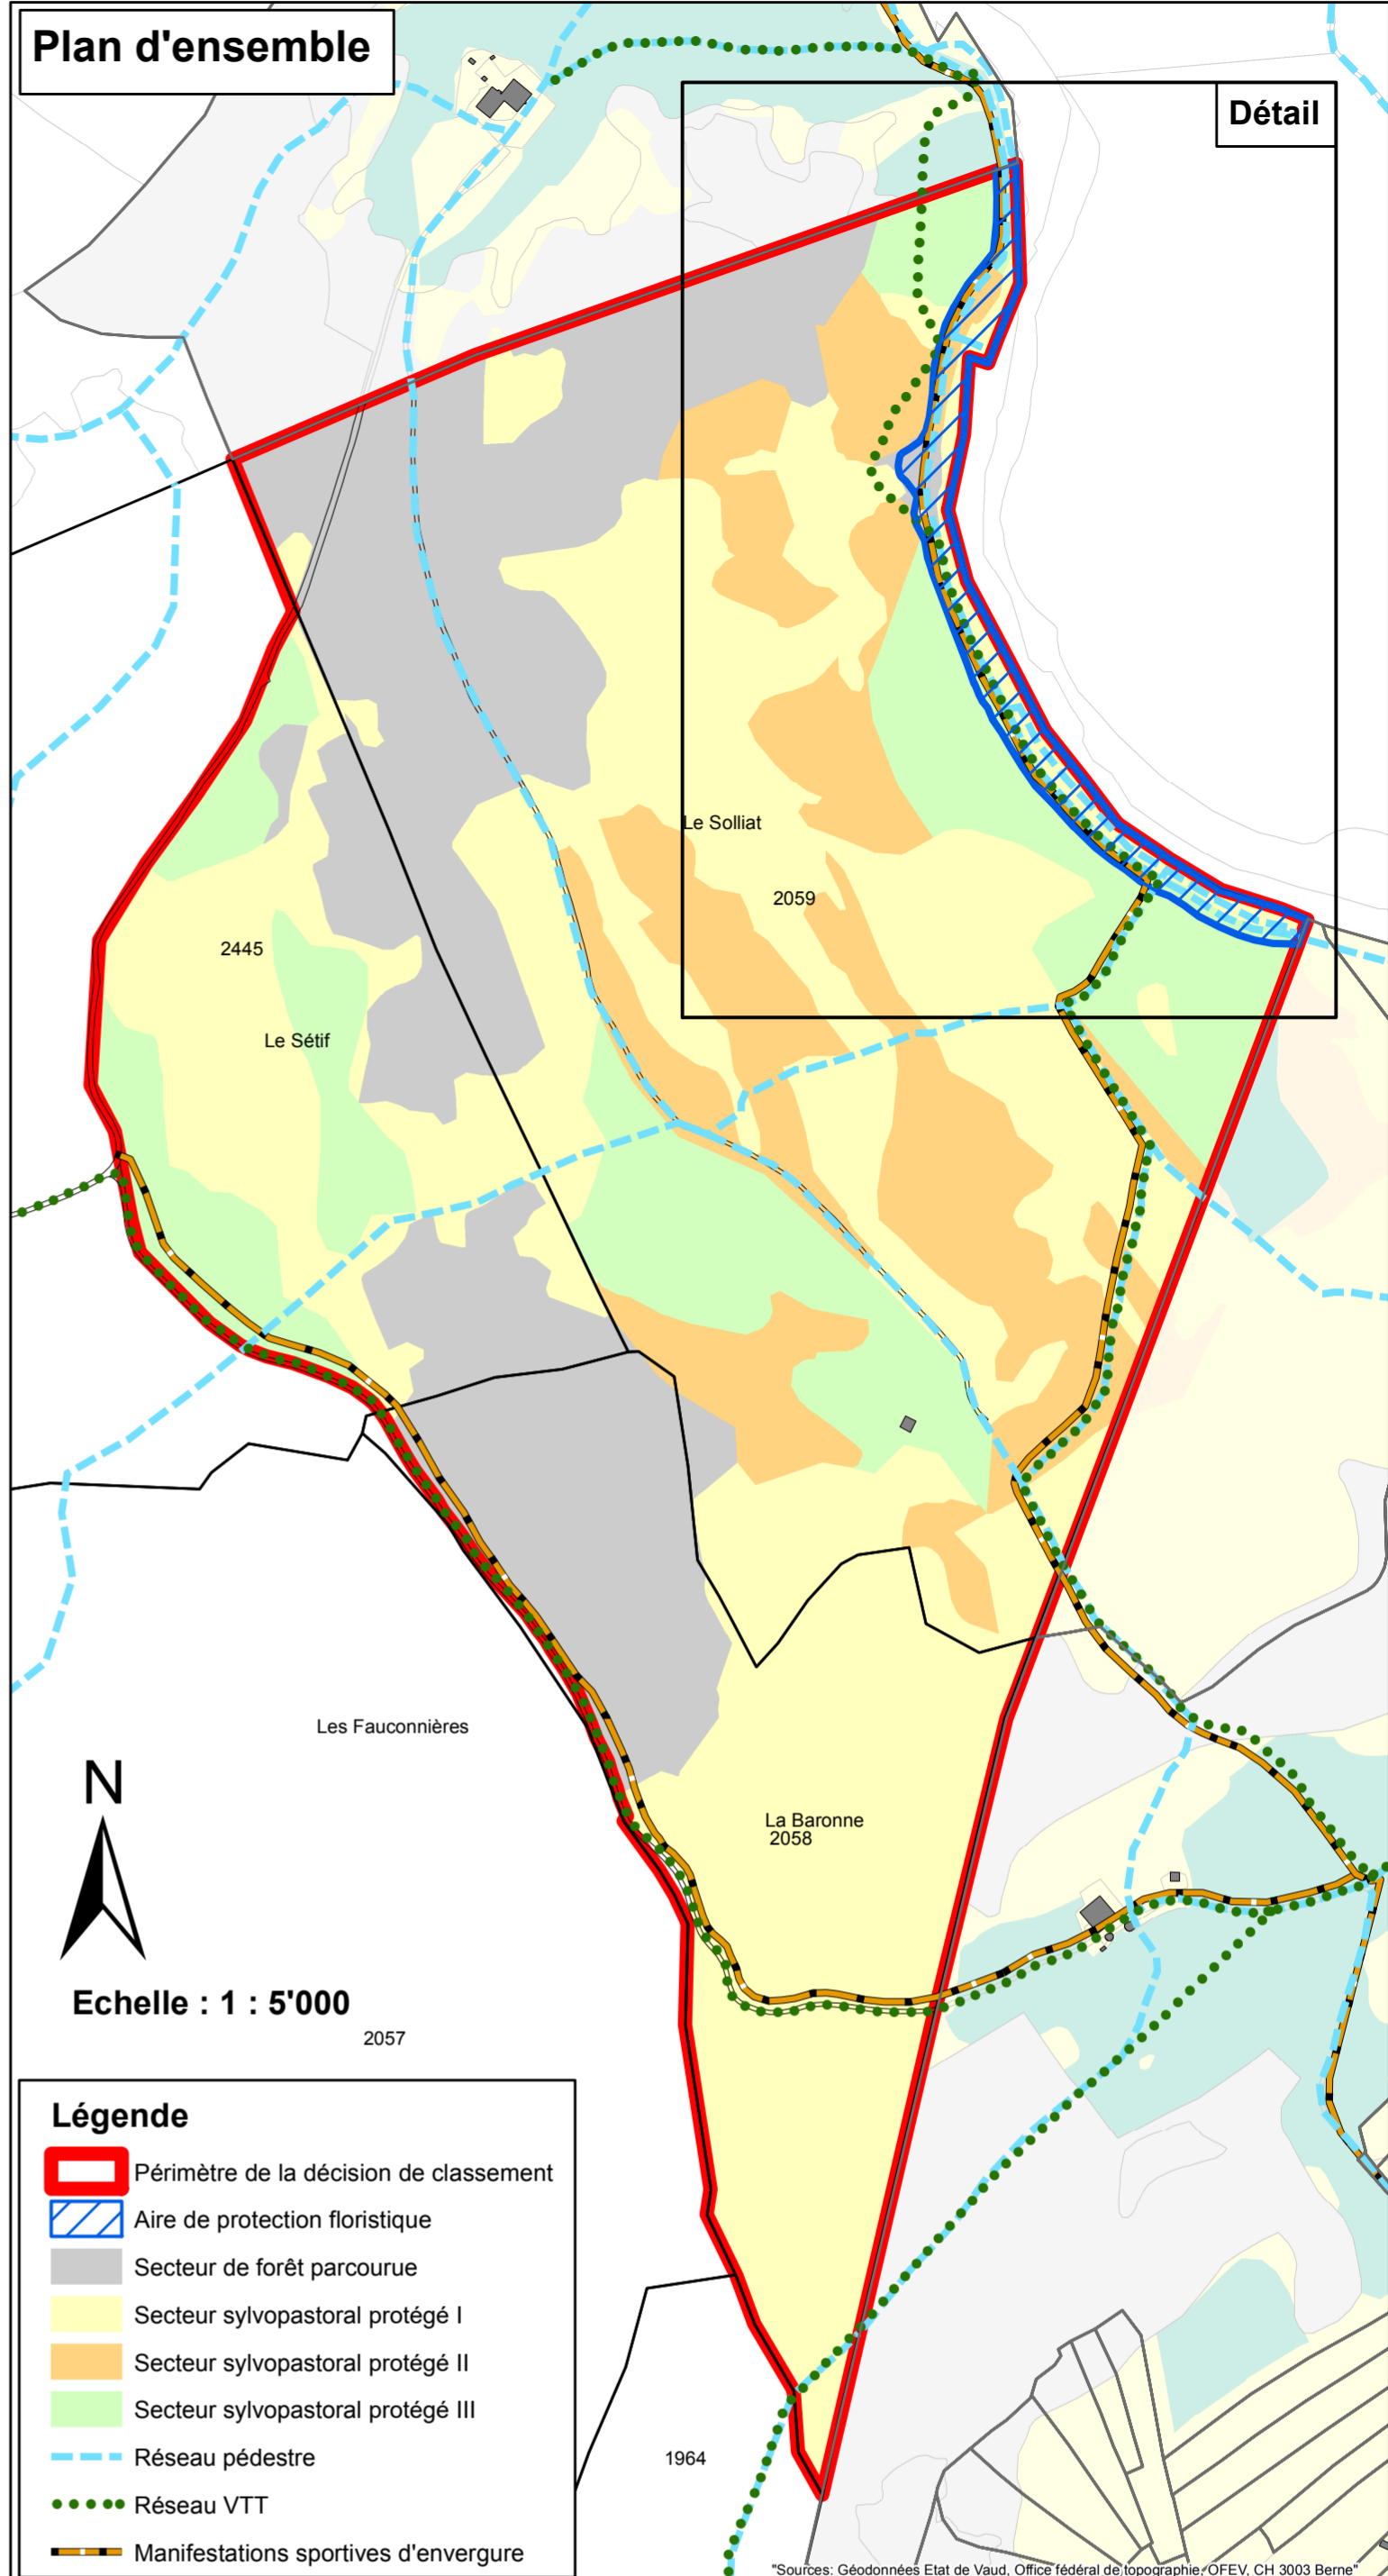 Plan d'ensemble
Détail
Le Solliat
2059
2445
Le Sétif
Les Fauconnières
N
La Baronne
2058
Echelle : 1 : 5'000
2057
Légende
Périmètre de la décision de classement
Aire de protection floristique
Secteur de forêt parcourue
Secteur sylvopastoral protégé I
Secteur sylvopastoral protégé II
Secteur sylvopastoral protégé III
Réseau pédestre
Réseau VTT
Manifestations sportives d'envergure
1964
"Sources: Géodonnées Etat de Vaud, Office fédéral de topographie, OFEV, CH 3003 Berne"